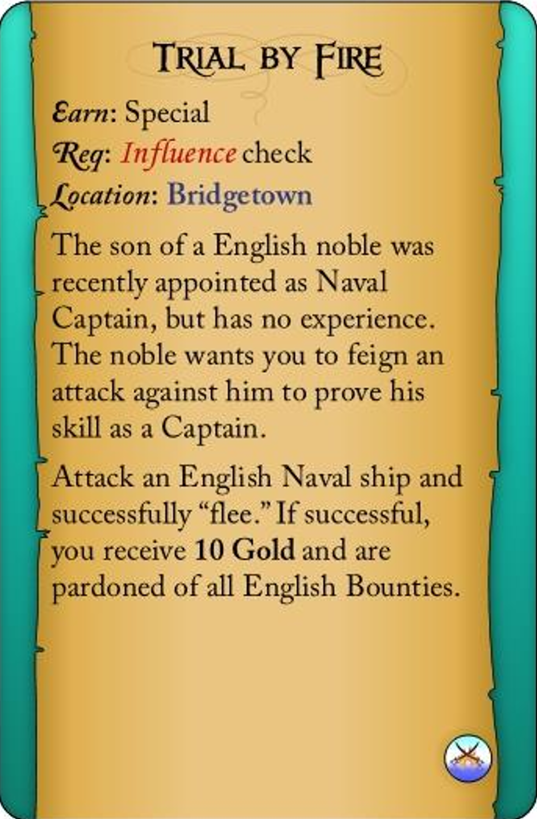 Trial by Fire
Earn: Special
Req: Influence check
Location: Bridgetown
The son of a English noble was
recently appointed as Naval
Captain, but has no experience.
The noble wants you to feign an
attack against him to prove his
skill as a Captain.
Attack an English Naval ship and
successfully “flee.” If successful,
you receive 10 Gold and are
pardoned of all English Bounties.